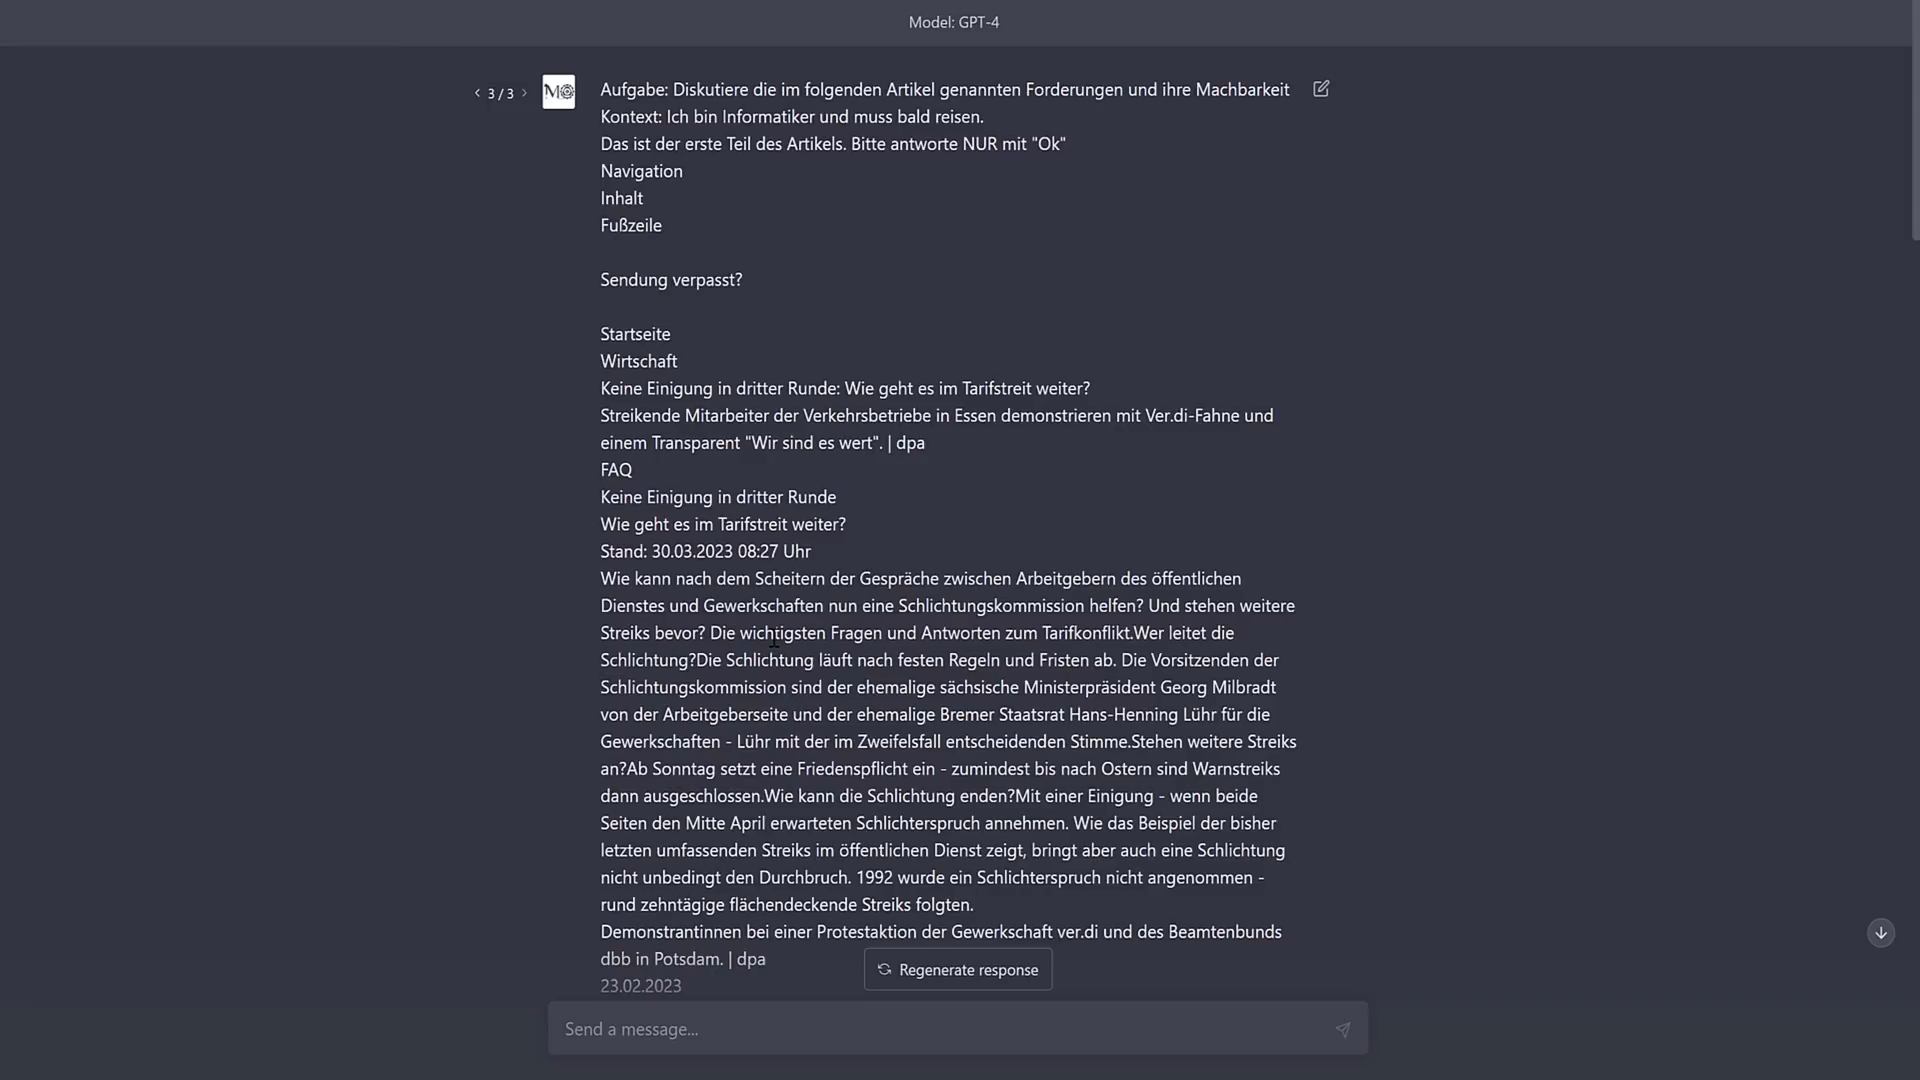 Model: GPT-4
< 3 / 3 >
M
Aufgabe: Diskutiere die im folgenden Artikel genannten Forderungen und ihre Machbarkeit
Kontext: Ich bin Informatiker und muss bald reisen.
Das ist der erste Teil des Artikels. Bitte antworte NUR mit "Ok"
Navigation
Inhalt
Fußzeile
Sendung verpasst?
Startseite
Wirtschaft
Keine Einigung in dritter Runde: Wie geht es im Tarifstreit weiter?
Streikende Mitarbeiter der Verkehrsbetriebe in Essen demonstrieren mit Ver.di-Fahne und
einem Transparent "Wir sind es wert". | dpa
FAQ
Keine Einigung in dritter Runde
Wie geht es im Tarifstreit weiter?
Stand: 30.03.2023 08:27 Uhr
Wie kann nach dem Scheitern der Gespräche zwischen Arbeitgebern des öffentlichen
Dienstes und Gewerkschaften nun eine Schlichtungskommission helfen? Und stehen weitere
Streiks bevor? Die wichtigsten Fragen und Antworten zum Tarifkonflikt.Wer leitet die
Schlichtung?Die Schlichtung läuft nach festen Regeln und Fristen ab. Die Vorsitzenden der
Schlichtungskommission sind der ehemalige sächsische Ministerpräsident Georg Milbradt
von der Arbeitgeberseite und der ehemalige Bremer Staatsrat Hans-Henning Lühr für die
Gewerkschaften - Lühr mit der im Zweifelsfall entscheidenden Stimme.Stehen weitere Streiks
an?Ab Sonntag setzt eine Friedenspflicht ein - zumindest bis nach Ostern sind Warnstreiks
dann ausgeschlossen.Wie kann die Schlichtung enden?Mit einer Einigung - wenn beide
Seiten den Mitte April erwarteten Schlichterspruch annehmen. Wie das Beispiel der bisher
letzten umfassenden Streiks im öffentlichen Dienst zeigt, bringt aber auch eine Schlichtung
nicht unbedingt den Durchbruch. 1992 wurde ein Schlichterspruch nicht angenommen -
rund zehntägige flächendeckende Streiks folgten.
Demonstrantinnen bei einer Protestaktion der Gewerkschaft ver.di und des Beamtenbunds
dbb in Potsdam. | dpa
23.02.2023
Regenerate response
Send a message...